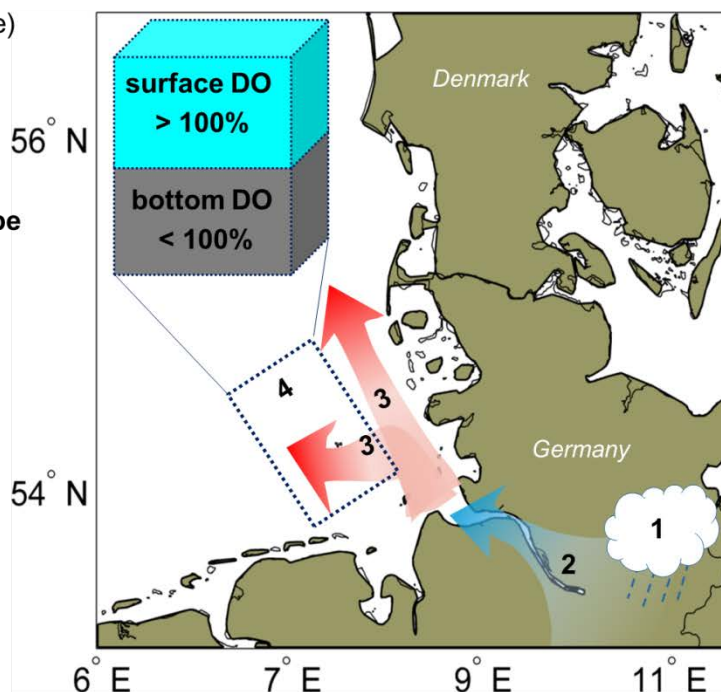 e)
surface DO
> 100%
bottom DO
< 100%
Denmark
56° N
pe
4
3
3
Germany
54° N
1
2
6° E
7° E
9° E
11° E